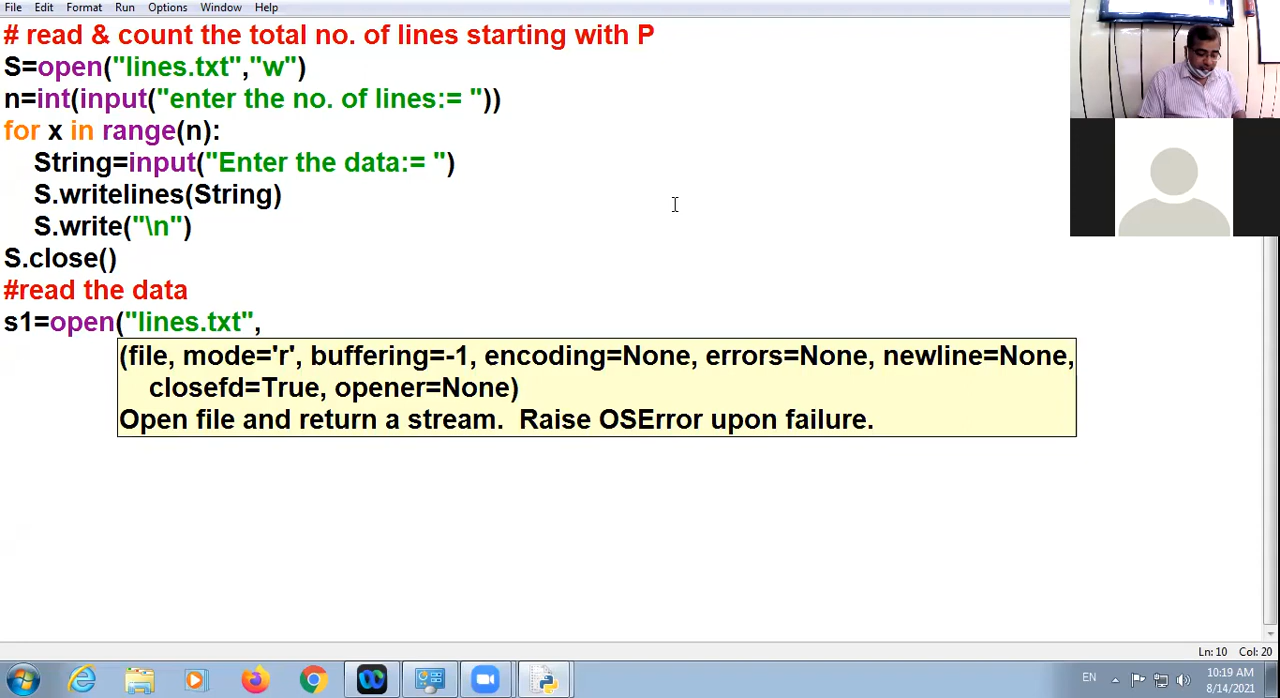 File Edit Format Run Options Window Help
# read & count the total no. of lines starting with P
S=open("lines.txt","w")
n=int(input("enter the no. of lines:= "))
for x in range(n):
    String=input("Enter the data:= ")
    S.writelines(String)
    S.write("\n")
S.close()
#read the data
s1=open("lines.txt",
(file, mode='r', buffering=-1, encoding=None, errors=None, newline=None,
    closefd=True, opener=None)
Open file and return a stream.  Raise OSError upon failure.
Ln: 10 Col: 20
EN
10:19 AM
8/14/2021